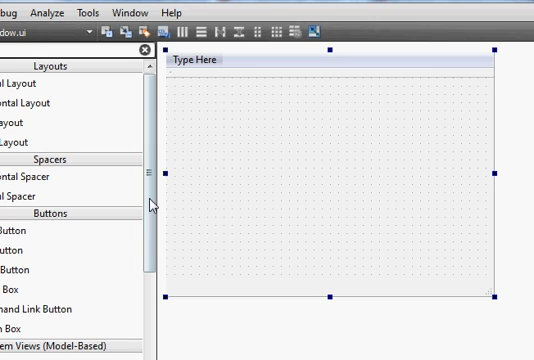 bug Analyze Tools Window Help
dow.ui
Type Here
Layouts
al Layout
ontal Layout
ayout
Layout
Spacers
ontal Spacer
al Spacer
Buttons
Button
utton
Button
Box
mand Link Button
n Box
em Views (Model-Based)